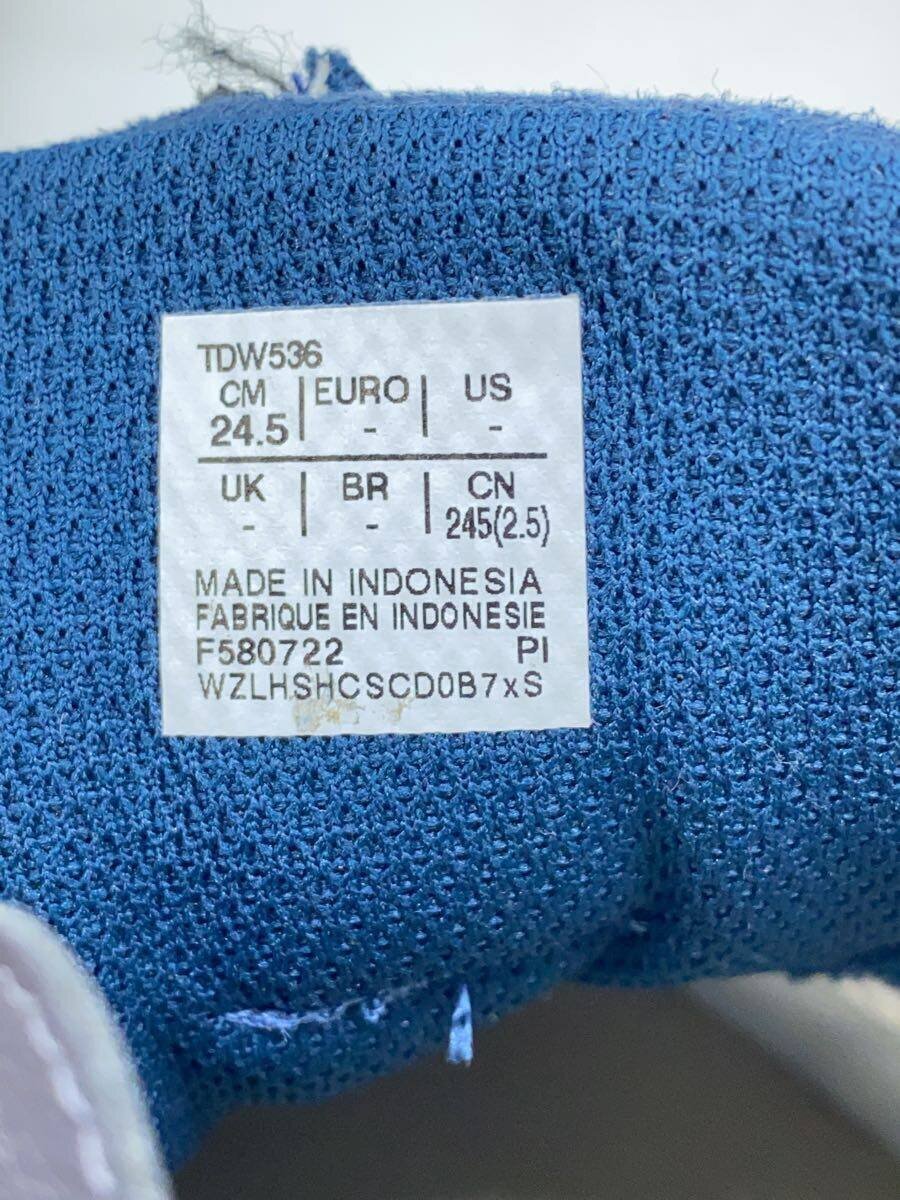 TDW536
CM EURO US
24.5 - -
UK BR CN
- - 245(2.5)
MADE IN INDONESIA
FABRIQUE EN INDONESIE
F580722 PI
WZLHSHCSCD0B7xS